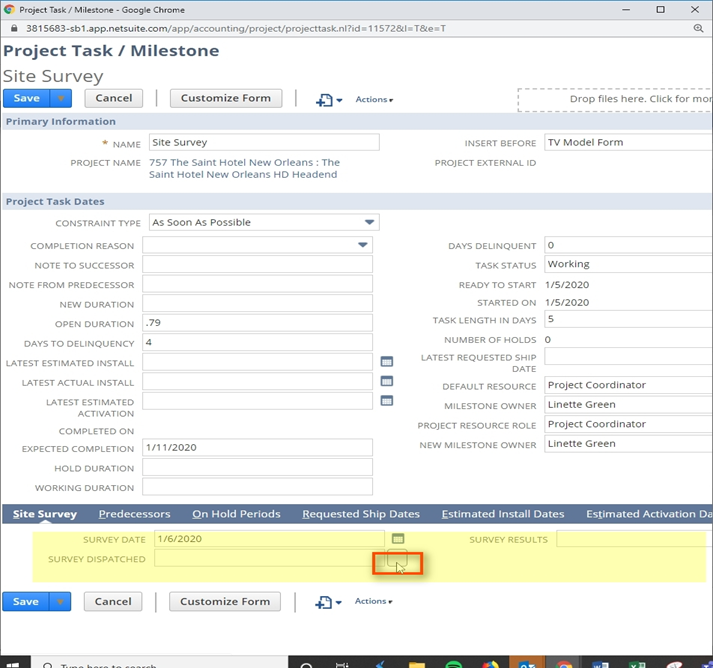 Project Task / Milestone - Google Chrome
3815683-sb1.app.netsuite.com/app/accounting/project/projecttask.nl?id=11572&l=T&e=T
Project Task / Milestone
Site Survey
Save Cancel Customize Form Actions Drop files here. Click for mor
Primary Information
* NAME Site Survey INSERT BEFORE TV Model Form
PROJECT NAME 757 The Saint Hotel New Orleans : The PROJECT EXTERNAL ID
Saint Hotel New Orleans HD Headend
Project Task Dates
CONSTRAINT TYPE As Soon As Possible
COMPLETION REASON DAYS DELINQUENT 0
NOTE TO SUCCESSOR TASK STATUS Working
NOTE FROM PREDECESSOR READY TO START 1/5/2020
NEW DURATION STARTED ON 1/5/2020
OPEN DURATION .79 TASK LENGTH IN DAYS 5
DAYS TO DELINQUENCY 4 NUMBER OF HOLDS 0
LATEST ESTIMATED INSTALL LATEST REQUESTED SHIP
DATE
LATEST ACTUAL INSTALL DEFAULT RESOURCE Project Coordinator
LATEST ESTIMATED MILESTONE OWNER Linette Green
ACTIVATION
COMPLETED ON PROJECT RESOURCE ROLE Project Coordinator
EXPECTED COMPLETION 1/11/2020 NEW MILESTONE OWNER Linette Green
HOLD DURATION
WORKING DURATION
Site Survey Predecessors On Hold Periods Requested Ship Dates Estimated Install Dates Estimated Activation Da
SURVEY DATE 1/6/2020 SURVEY RESULTS
SURVEY DISPATCHED
Save Cancel Customize Form Actions
Type here to search